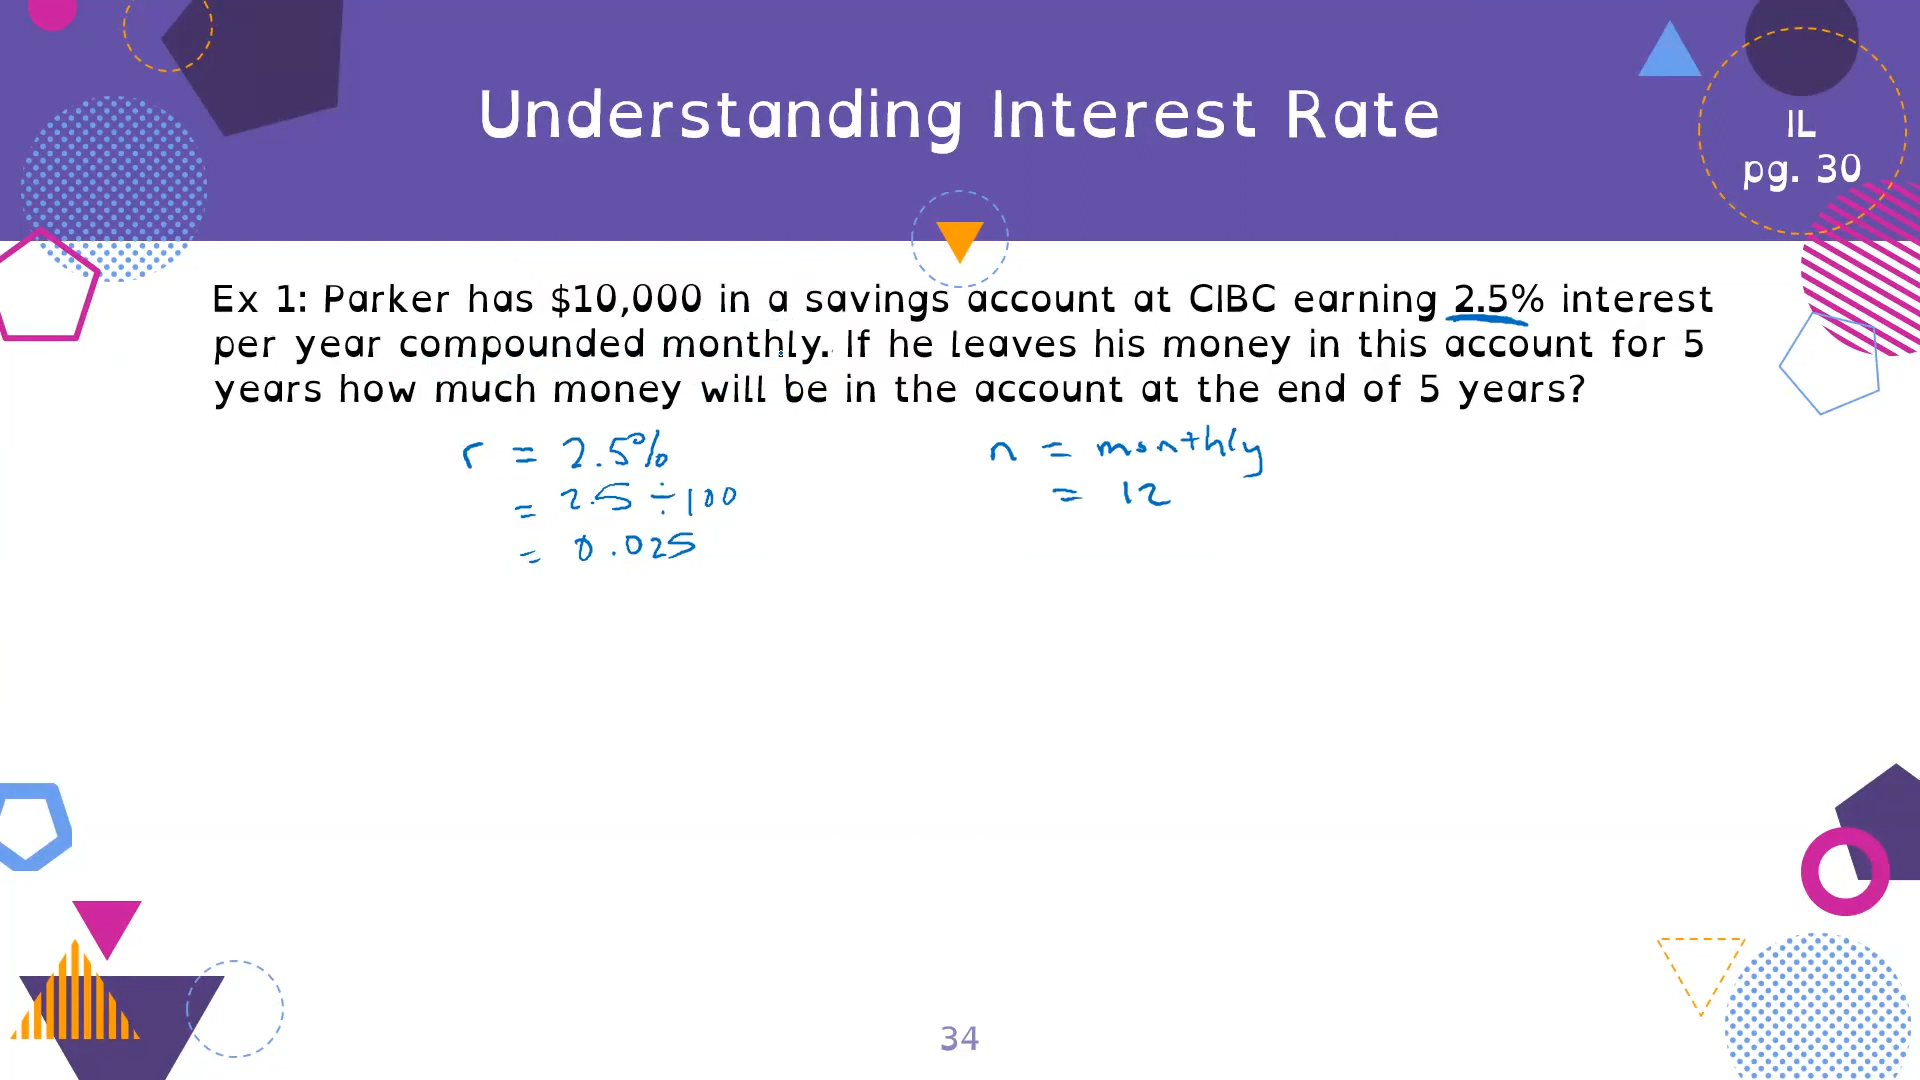 Understanding Interest Rate
IL
pg. 30
Ex 1: Parker has $10,000 in a savings account at CIBC earning 2.5% interest
per year compounded monthly. If he leaves his money in this account for 5
years how much money will be in the account at the end of 5 years?
r = 2.5%
= 2.5 ÷ 100
= 0.025
n = monthly
= 12
34